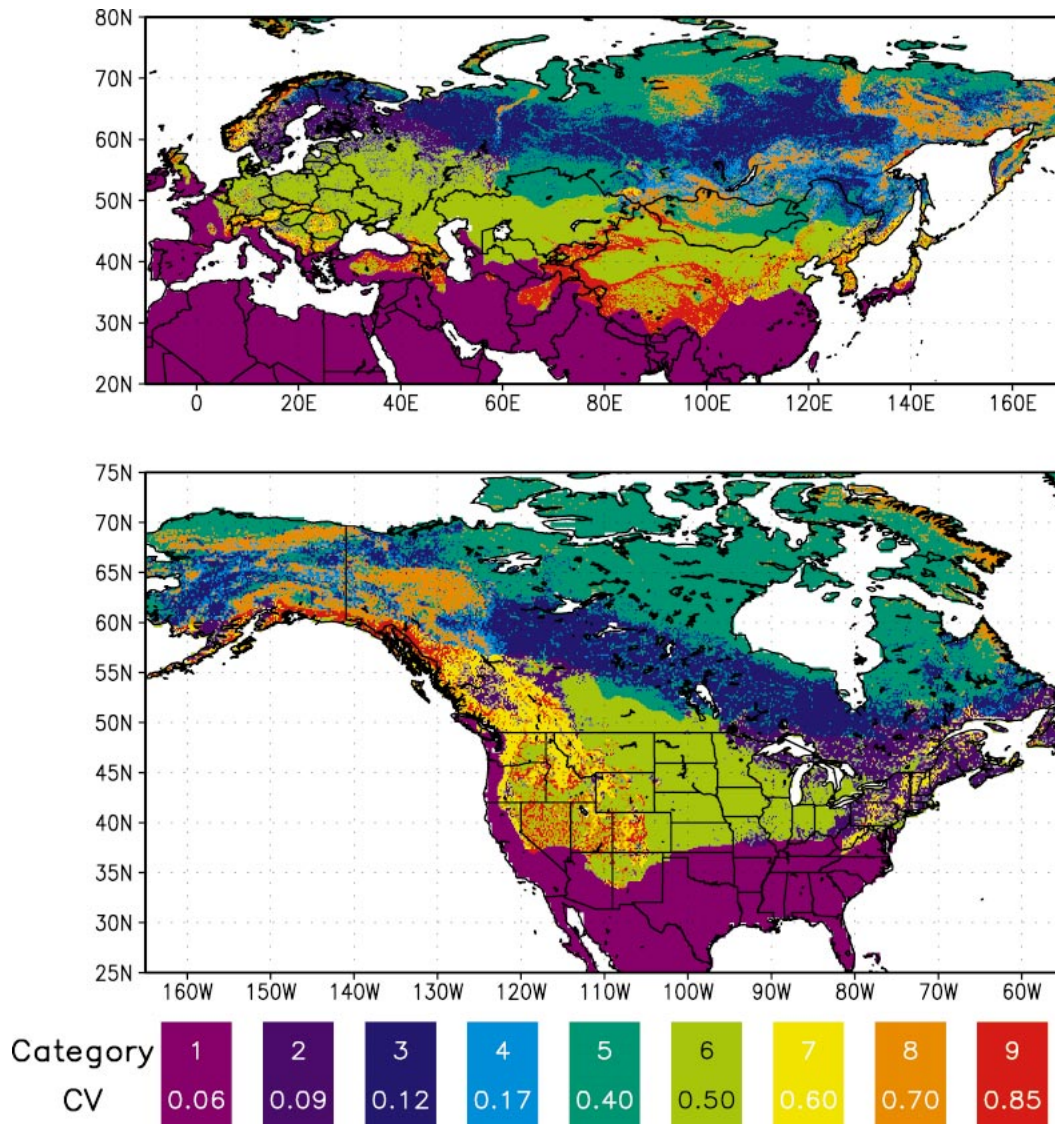 80N
70N
60N
50N
40N
30N
20N
0 20E 40E 60E 80E 100E 120E 140E 160E
75N
70N
65N
60N
55N
50N
45N
40N
35N
30N
25N
160W 150W 140W 130W 120W 110W 100W 90W 80W 70W 60W
Category 1 2 3 4 5 6 7 8 9
CV 0.06 0.09 0.12 0.17 0.40 0.50 0.60 0.70 0.85